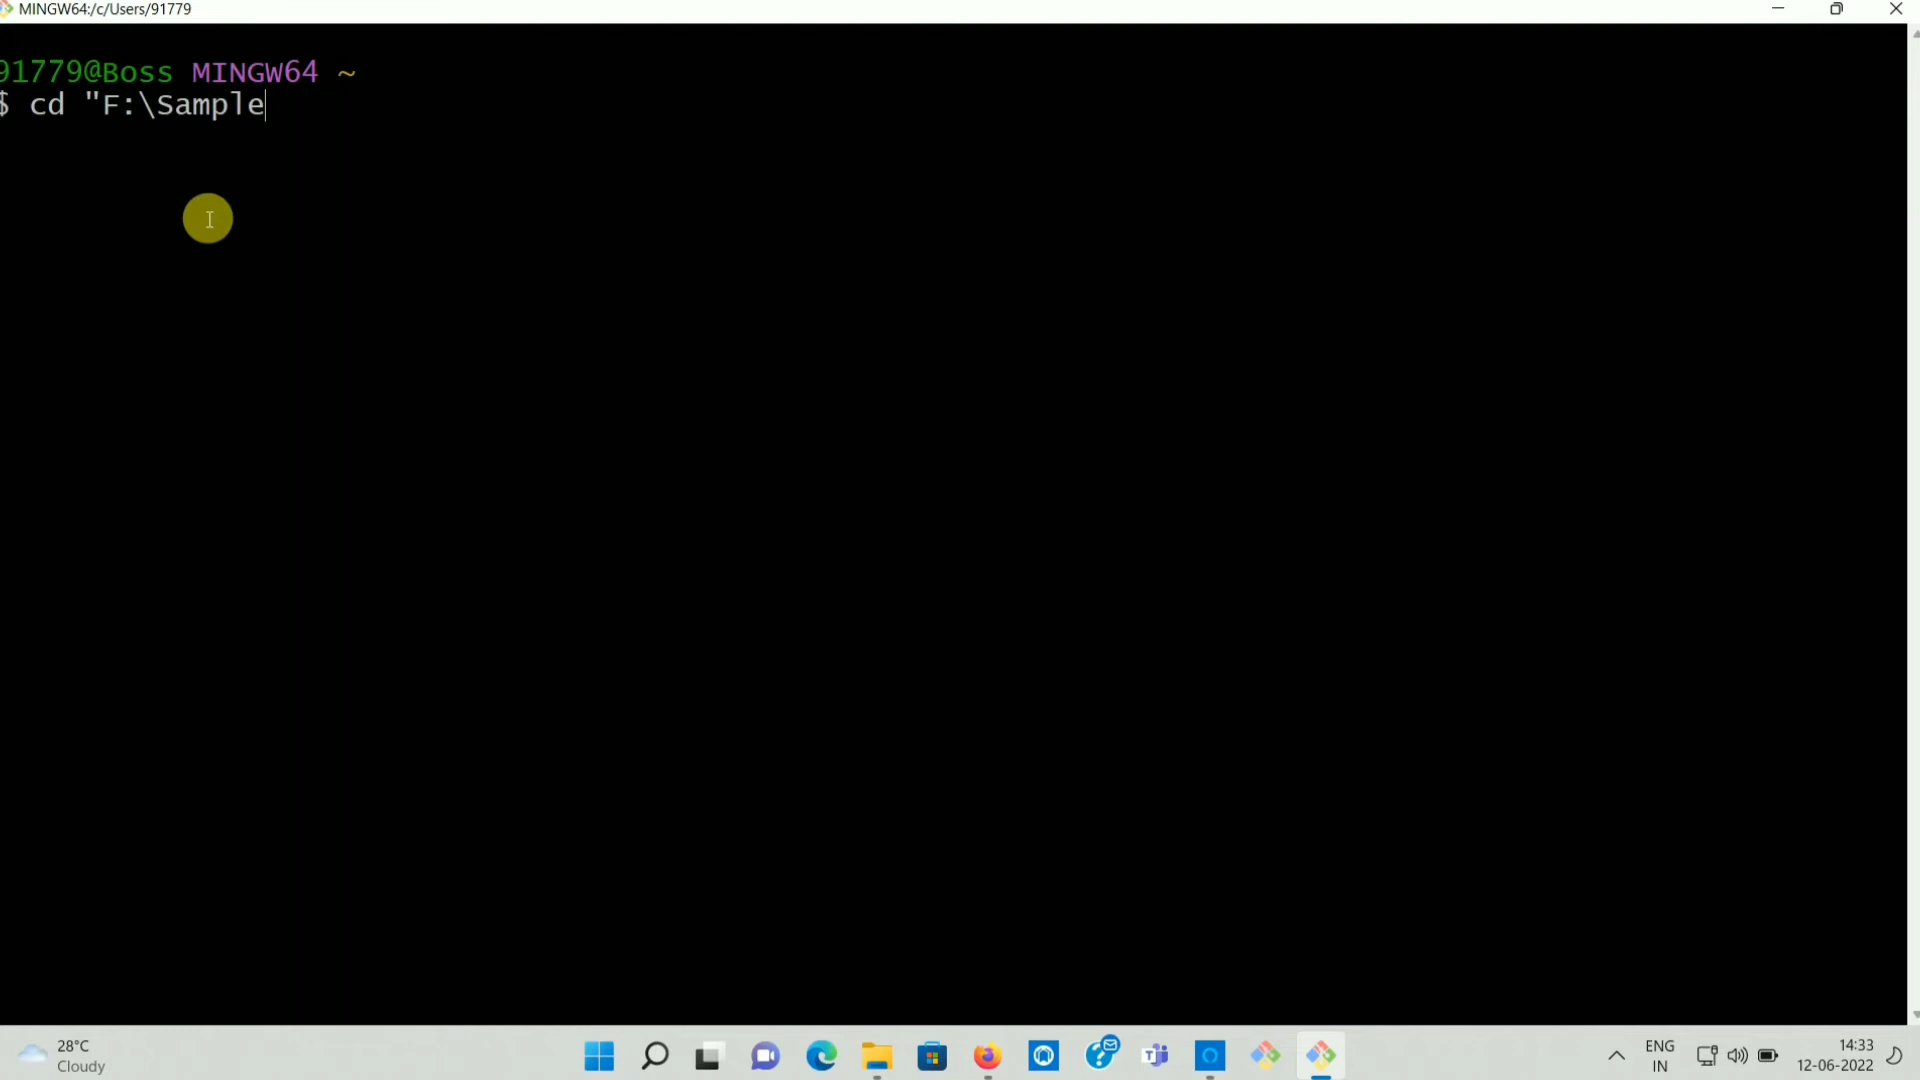 MINGW64:/c/Users/91779
91779@Boss MINGW64 ~
$ cd "F:\Sample
28°C
Cloudy
ENG
IN
14:33
12-06-2022